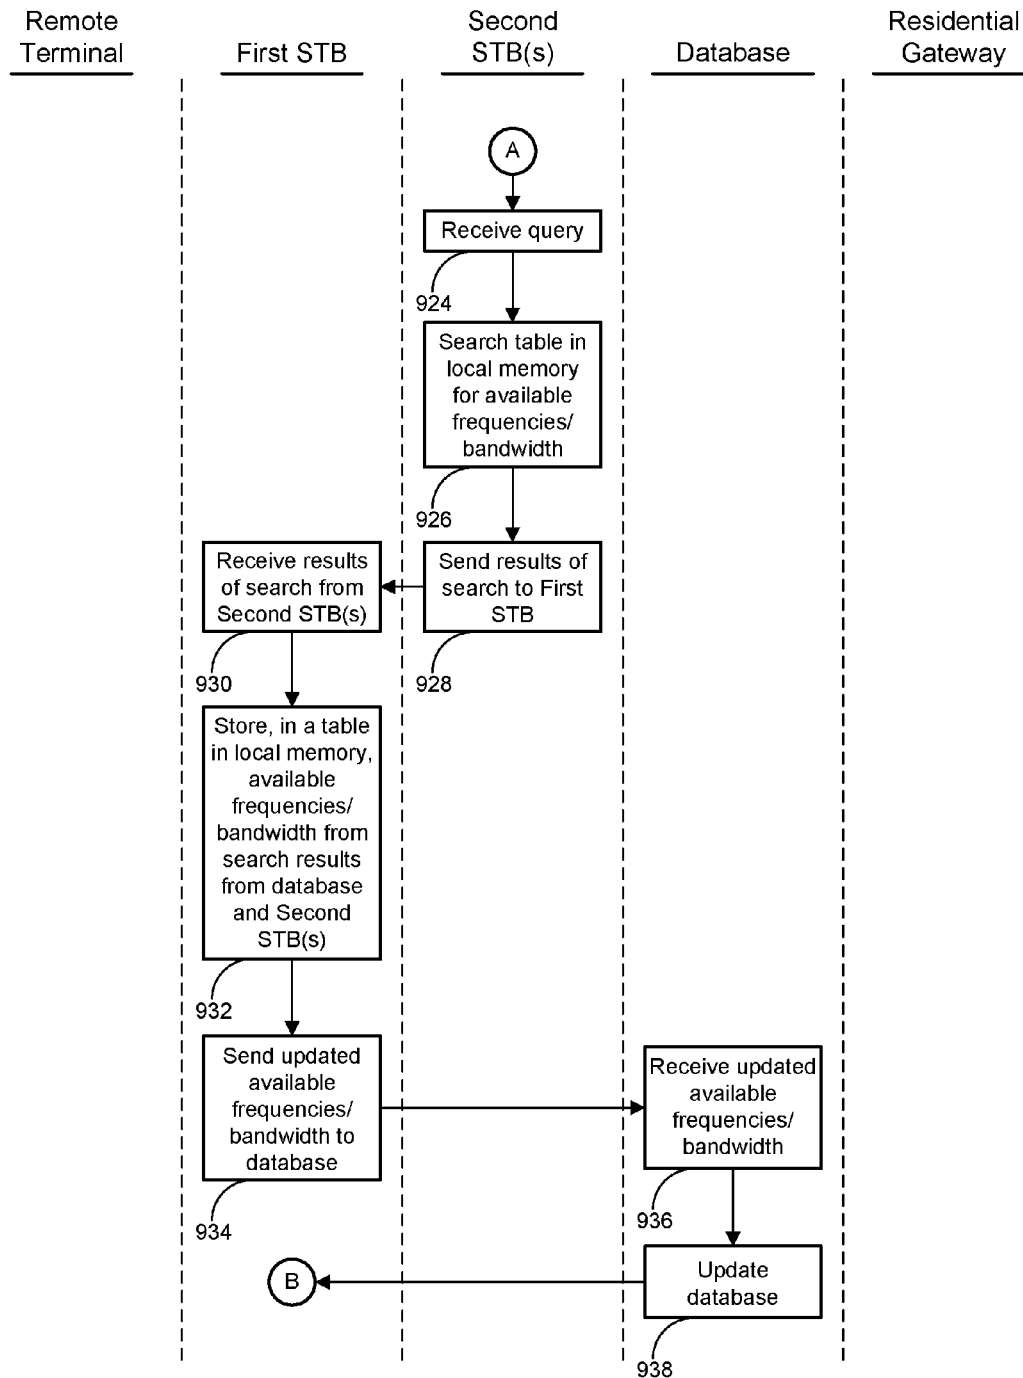 Remote
Terminal
First STB
Second
STB(s)
Database
Residential
Gateway
A
Receive query
924
Search table in
local memory
for available
frequencies/
bandwidth
926
Send results of
search to First
STB
928
Receive results
of search from
Second STB(s)
930
Store, in a table
in local memory,
available
frequencies/
bandwidth from
search results
from database
and Second
STB(s)
932
Send updated
available
frequencies/
bandwidth to
database
934
Receive updated
available
frequencies/
bandwidth
936
Update
database
938
B